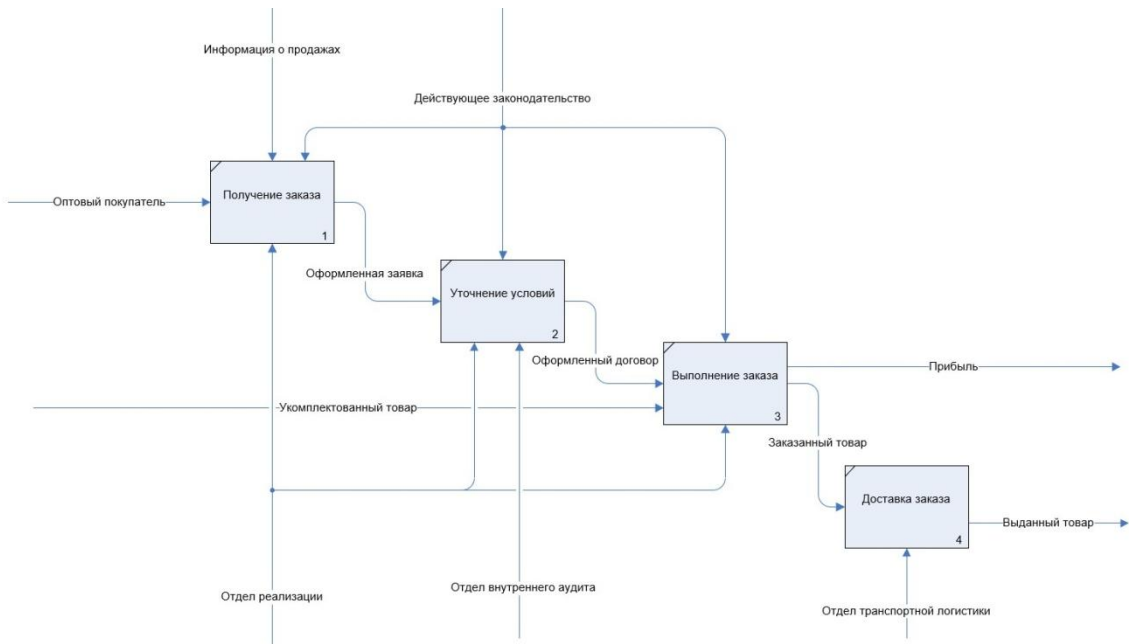 Информация о продажах
Действующее законодательство
Получение заказа
Оптовый покупатель
1
Оформленная заявка
Уточнение условий
2
Оформленный договор
Выполнение заказа
Прибыль
Укомплектованный товар
3
Заказанный товар
Доставка заказа
Выданный товар
4
Отдел внутреннего аудита
Отдел реализации
Отдел транспортной логистики